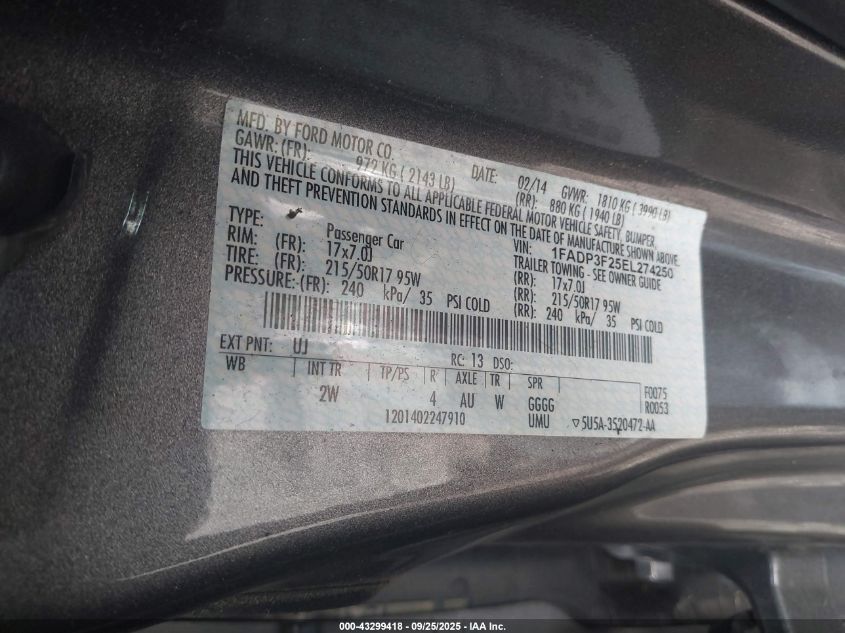 MFD. BY FORD MOTOR CO.
DATE: 02/14 GVWR: 1810 KG ( 3990 LB)
GAWR: (FR): 972 KG ( 2143 LB) (RR): 880 KG ( 1940 LB)
THIS VEHICLE CONFORMS TO ALL APPLICABLE FEDERAL MOTOR VEHICLE SAFETY, BUMPER,
AND THEFT PREVENTION STANDARDS IN EFFECT ON THE DATE OF MANUFACTURE SHOWN ABOVE.
VIN: 1FADP3F25EL274250
TYPE: Passenger Car TRAILER TOWING - SEE OWNER GUIDE
RIM: (FR): 17x7.0J (RR): 17x7.0J
TIRES: (FR): 215/50R17 95W (RR): 215/50R17 95W
PRESSURE: (FR): 240 kPa/ 35 PSI COLD (RR): 240 kPa/ 35 PSI COLD
EXT PNT: UJ RC: 13 DSO:
WB INT TR TP/PS R AXLE TR SPR F0075
2W 4 AU W GGGG R0053
1201402247910 UMU ▽5U5A-3520472-AA
000-43299418 - 09/25/2025 - IAA Inc.